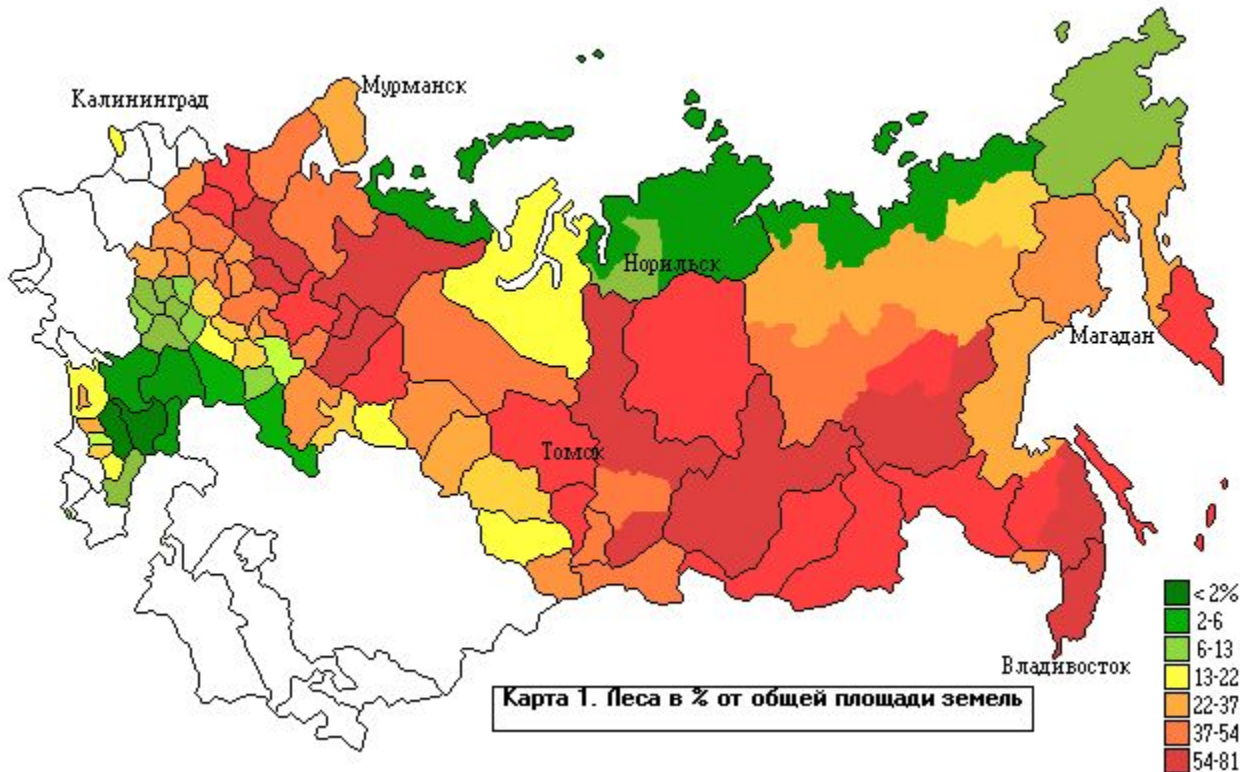 Мурманск
Калининград
Норильск
Магадан
Томск
< 2%
2-6
6-13
Владивосток
13-22
Карта 1. Леса в % от общей площади земель
22-37
37-54
54-81